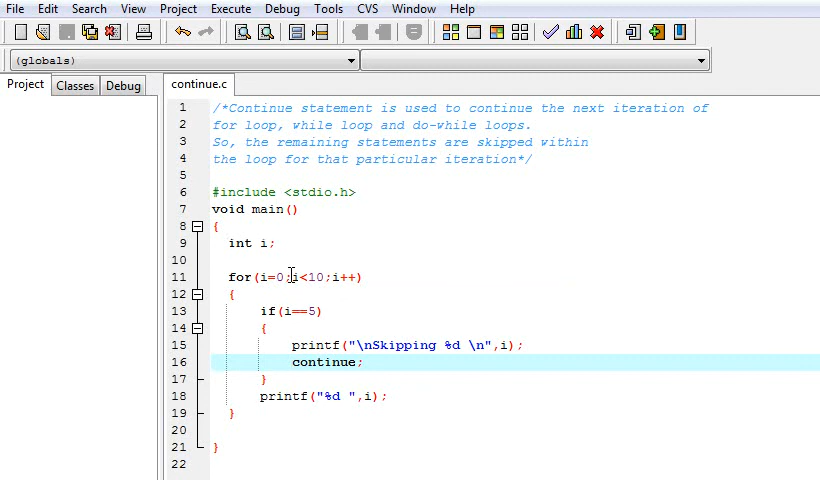 File Edit Search View Project Execute Debug Tools CVS Window Help
(globals)
Project Classes Debug continue.c
1 /*Continue statement is used to continue the next iteration of
2 for loop, while loop and do-while loops.
3 So, the remaining statements are skipped within
4 the loop for that particular iteration*/
5
6 #include <stdio.h>
7 void main()
8 {
9 int i;
10
11 for(i=0;i<10;i++)
12 {
13 if(i==5)
14 {
15 printf("\nSkipping %d \n",i);
16 continue;
17 }
18 printf("%d ",i);
19 }
20
21 }
22